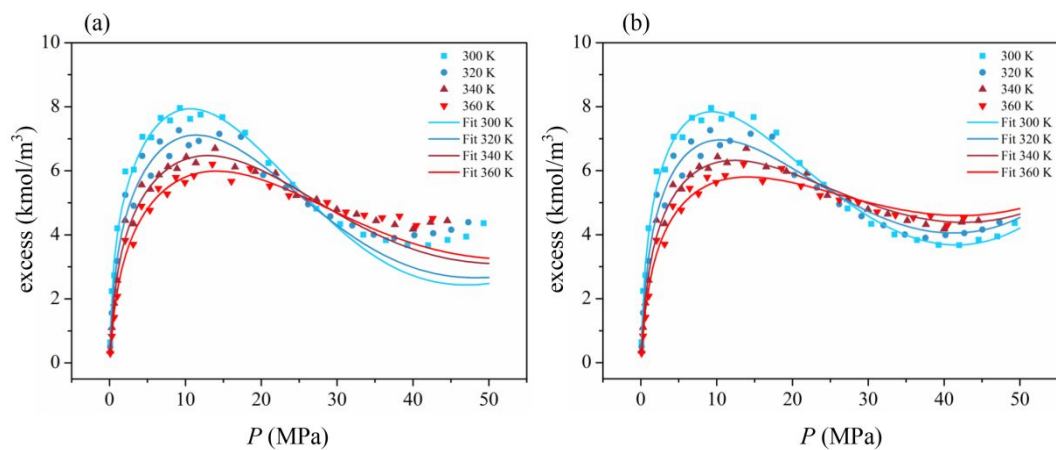 (a)
10
8
6
4
2
0
excess (kmol/m³)
0 10 20 30 40 50
P (MPa)
300 K
320 K
340 K
360 K
Fit 300 K
Fit 320 K
Fit 340 K
Fit 360 K
(b)
10
8
6
4
2
0
excess (kmol/m³)
0 10 20 30 40 50
P (MPa)
300 K
320 K
340 K
360 K
Fit 300 K
Fit 320 K
Fit 340 K
Fit 360 K